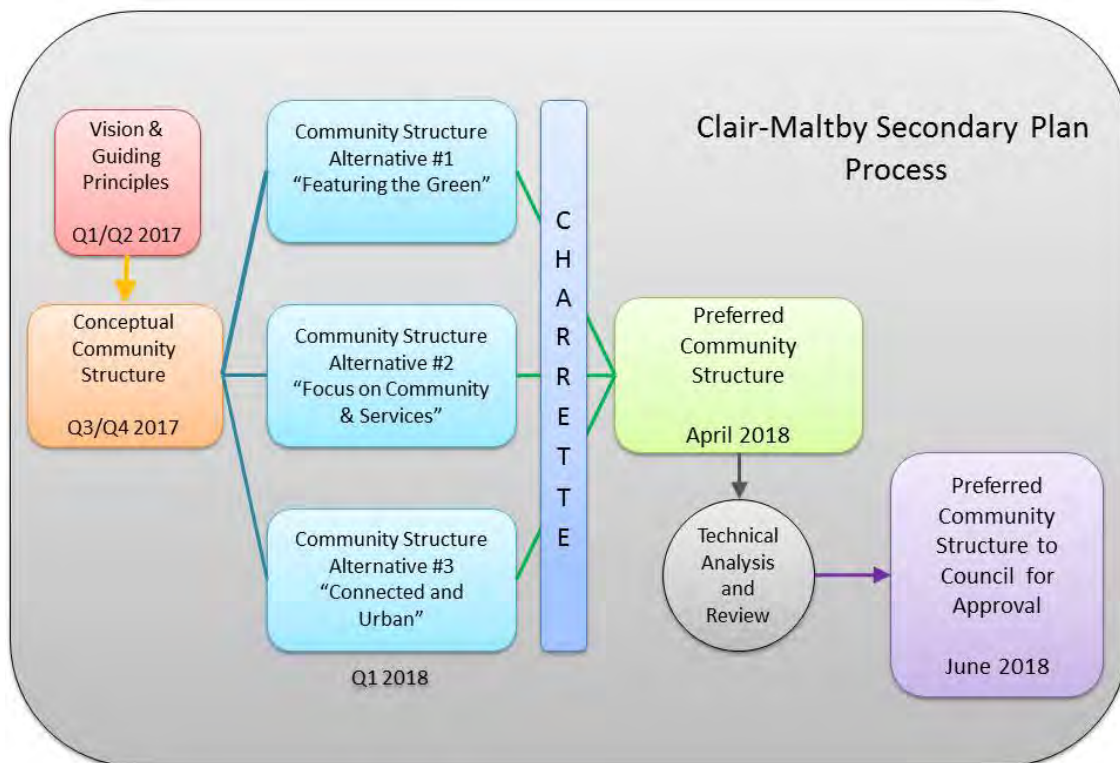 Clair-Maltby Secondary Plan
Process
Vision &
Guiding
Principles
Q1/Q2 2017
Conceptual
Community
Structure
Q3/Q4 2017
Community Structure
Alternative #1
“Featuring the Green”
Community Structure
Alternative #2
“Focus on Community
& Services”
Community Structure
Alternative #3
“Connected and
Urban”
Q1 2018
C
H
A
R
R
E
T
T
E
Preferred
Community
Structure
April 2018
Technical
Analysis
and
Review
Preferred
Community
Structure to
Council for
Approval
June 2018